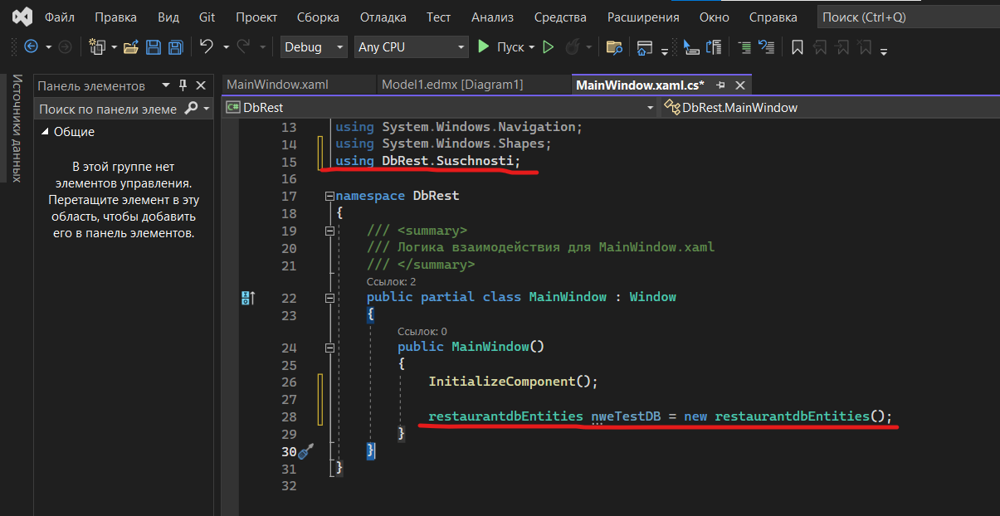 Файл Правка Вид Git Проект Сборка Отладка Тест Анализ Средства Расширения Окно Справка Поиск (Ctrl+Q)
Debug Any CPU Пуск
Источники данных
Панель элементов
Поиск по панели элеме
Общие
В этой группе нет
элементов управления.
Перетащите элемент в эту
область, чтобы добавить
его в панель элементов.
MainWindow.xaml Model1.edmx [Diagram1] MainWindow.xaml.cs*
C# DbRest DbRest.MainWindow
13 using System.Windows.Navigation;
14 using System.Windows.Shapes;
15 using DbRest.Suschnosti;
16
17 namespace DbRest
18 {
19 /// <summary>
20 /// Логика взаимодействия для MainWindow.xaml
21 /// </summary>
Ссылок: 2
22 public partial class MainWindow : Window
23 {
Ссылок: 0
24 public MainWindow()
25 {
26 InitializeComponent();
27
28 restaurantdbEntities nweTestDB = new restaurantdbEntities();
29 }
30 }
31 }
32